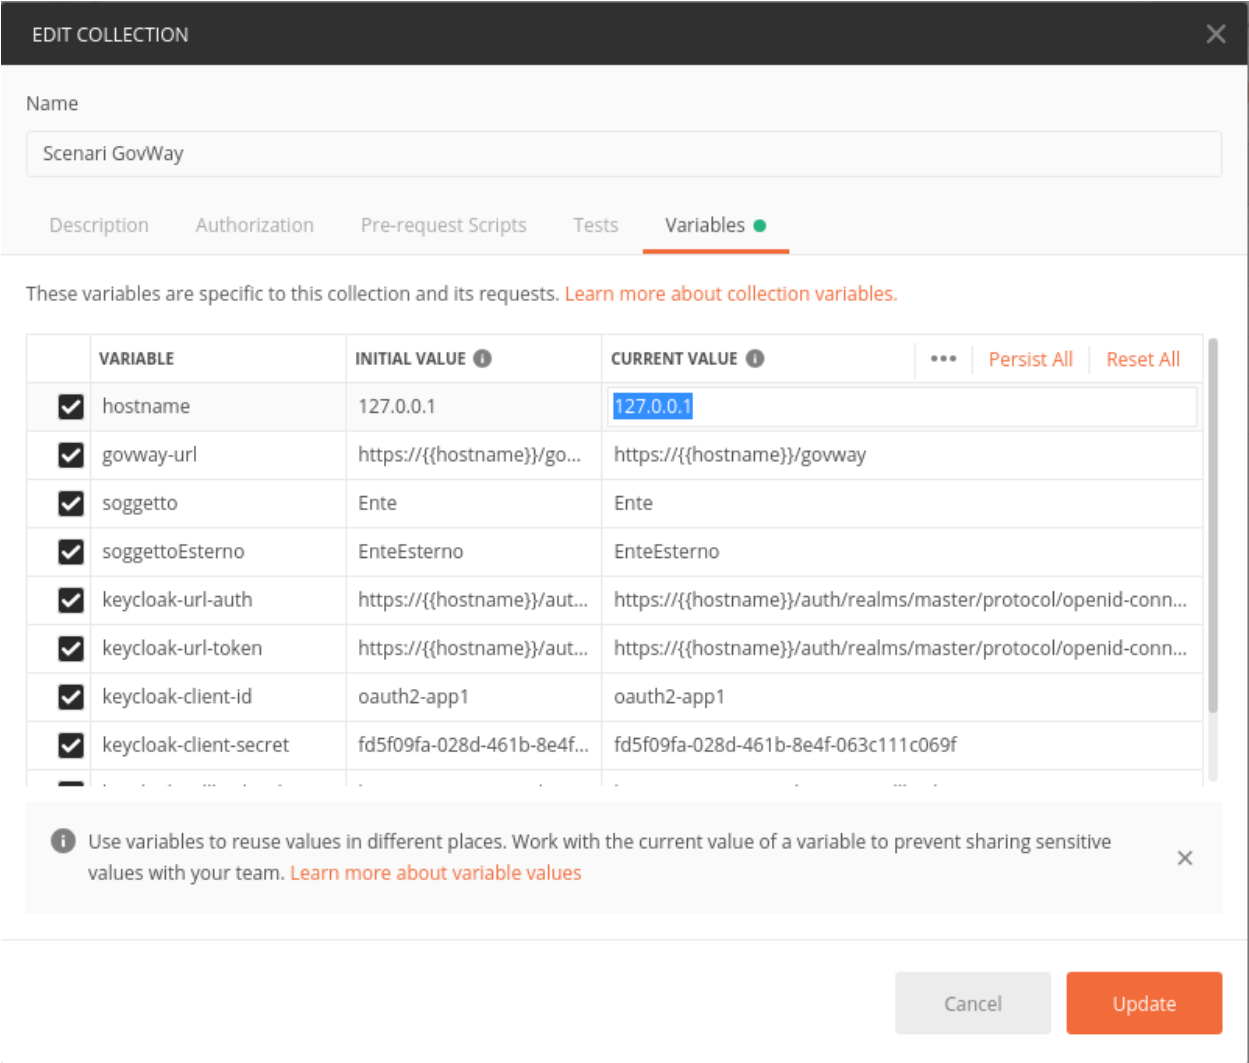 EDIT COLLECTION
Name
Scenari GovWay
Description Authorization Pre-request Scripts Tests Variables
These variables are specific to this collection and its requests. Learn more about collection variables.
VARIABLE INITIAL VALUE CURRENT VALUE ••• Persist All Reset All
hostname 127.0.0.1 127.0.0.1
govway-url https://{{hostname}}/go... https://{{hostname}}/govway
soggetto Ente Ente
soggettoEsterno EnteEsterno EnteEsterno
keycloak-url-auth https://{{hostname}}/aut... https://{{hostname}}/auth/realms/master/protocol/openid-conn...
keycloak-url-token https://{{hostname}}/aut... https://{{hostname}}/auth/realms/master/protocol/openid-conn...
keycloak-client-id oauth2-app1 oauth2-app1
keycloak-client-secret fd5f09fa-028d-461b-8e4f... fd5f09fa-028d-461b-8e4f-063c111c069f
Use variables to reuse values in different places. Work with the current value of a variable to prevent sharing sensitive
values with your team. Learn more about variable values
Cancel Update